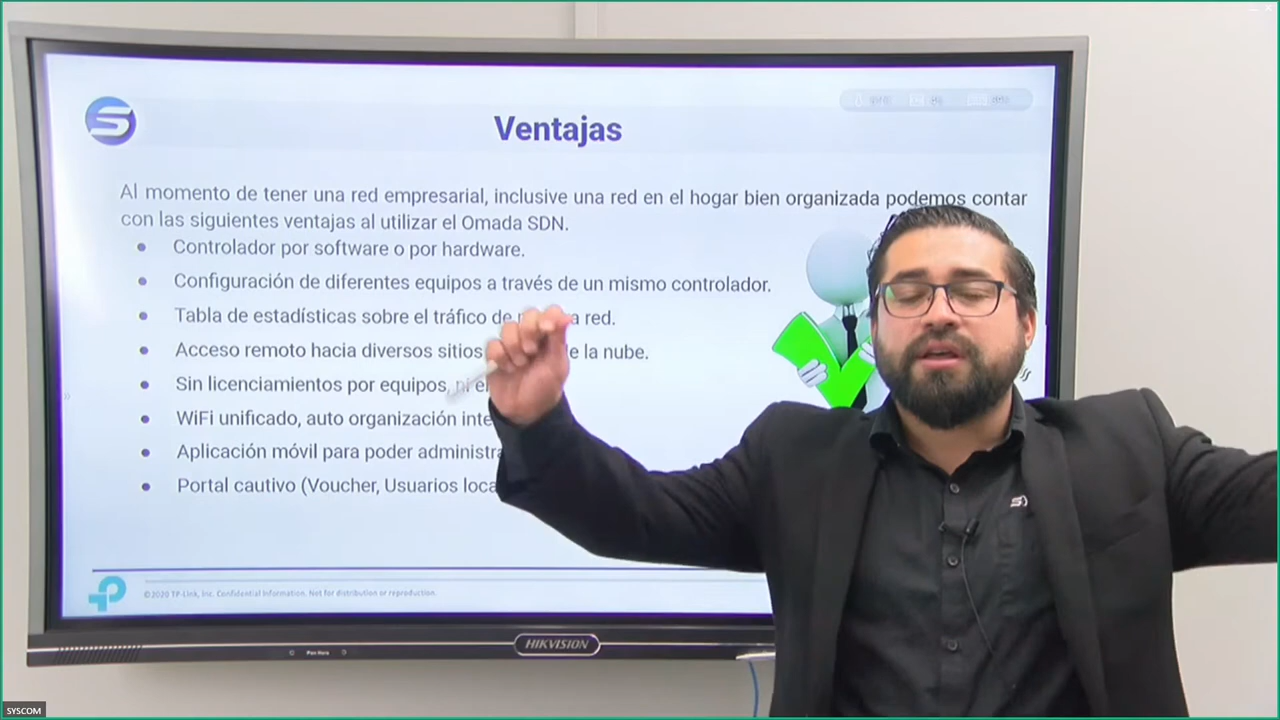 Ventajas
Al momento de tener una red empresarial, inclusive una red en el hogar bien organizada podemos contar
con las siguientes ventajas al utilizar el Omada SDN.
● Controlador por software o por hardware.
● Configuración de diferentes equipos a través de un mismo controlador.
● Tabla de estadísticas sobre el tráfico de red.
● Acceso remoto hacia diversos sitios de la nube.
● Sin licenciamientos por equipos, ni
● WiFi unificado, auto organización
● Aplicación móvil para poder
● Portal cautivo (Voucher, Usuarios
©2020 TP-Link, Inc. Confidential Information. Not for distribution or reproduction.
HIKVISION
SYSCOM